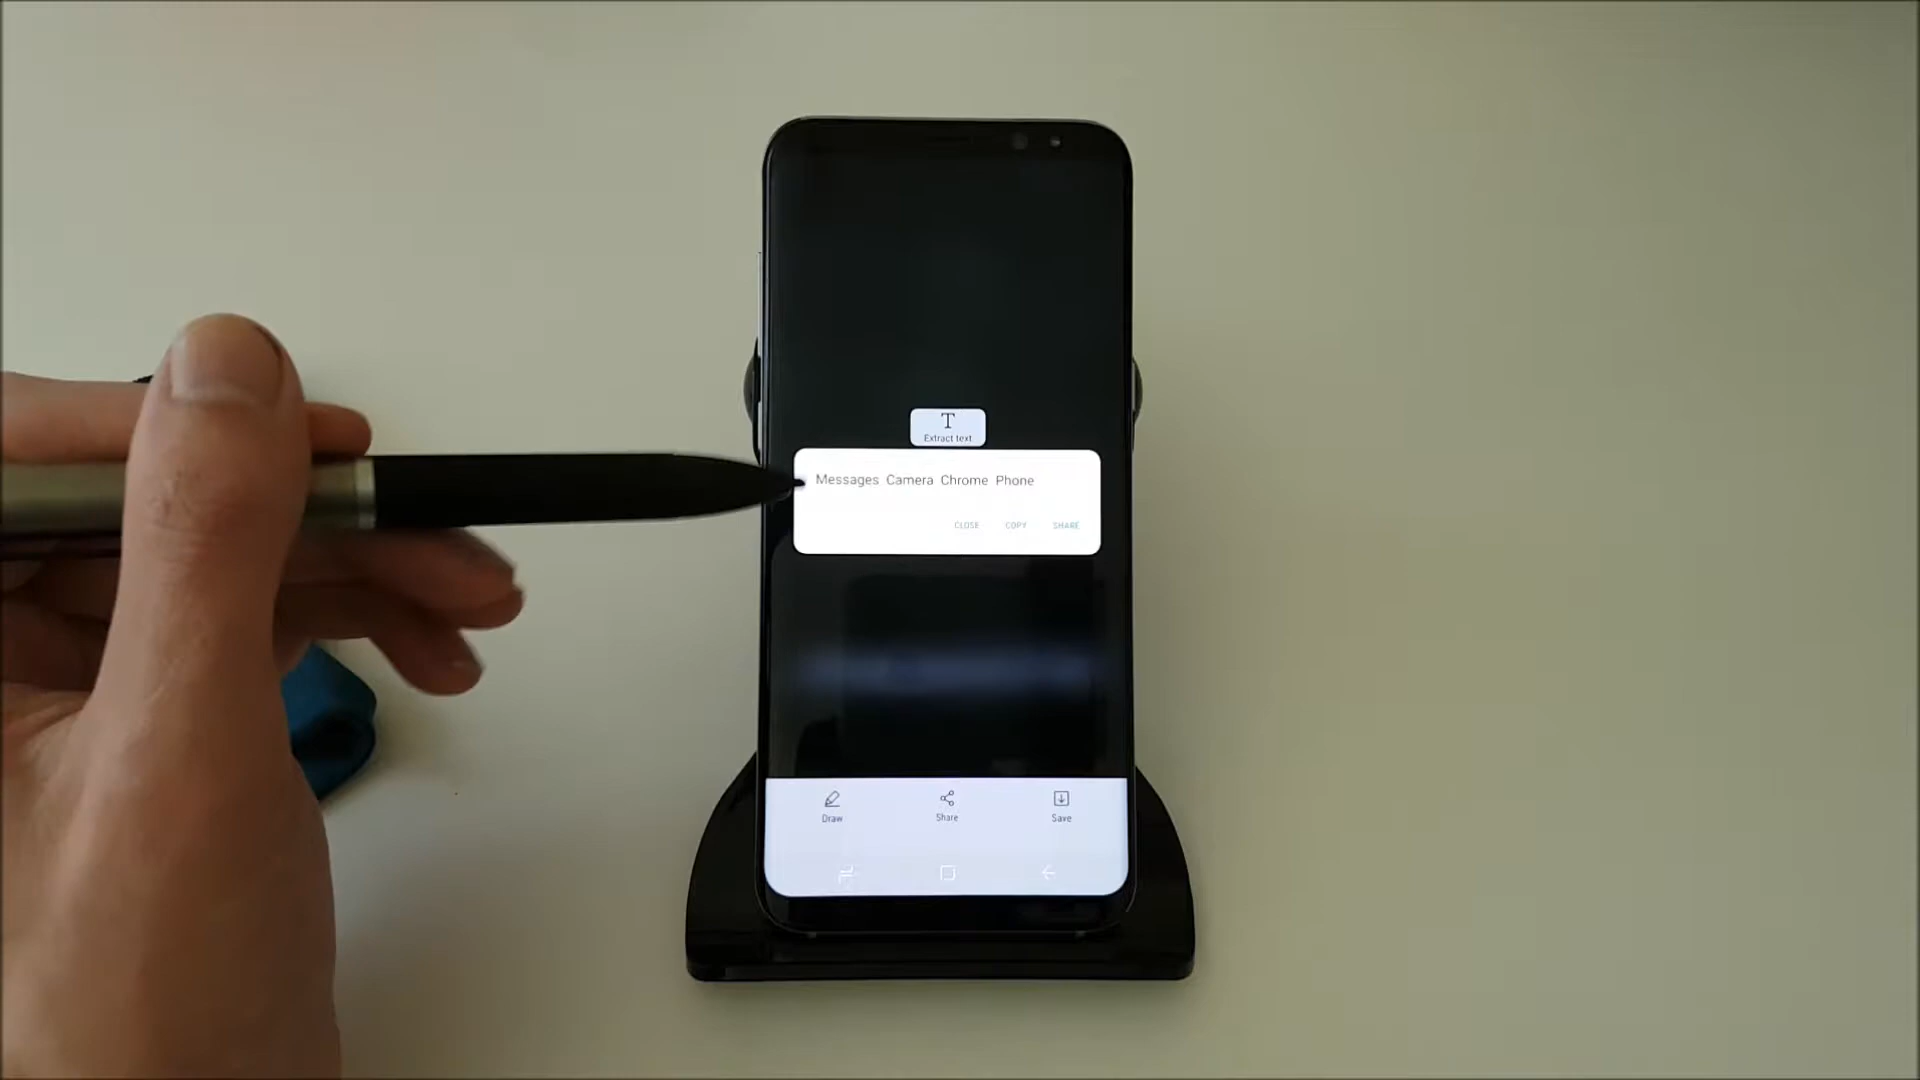 T
Extract text
Messages Camera Chrome Phone
CLOSE COPY SHARE
Draw Share Save